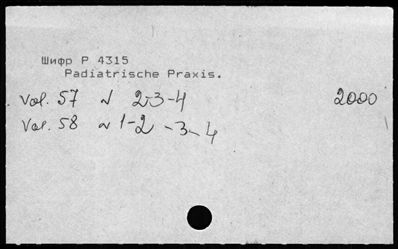 Шифр P 4315
Padiatrische Praxis.
Vol. 57 N 2-3-4 2000
Vol. 58 N 1-2-3-4